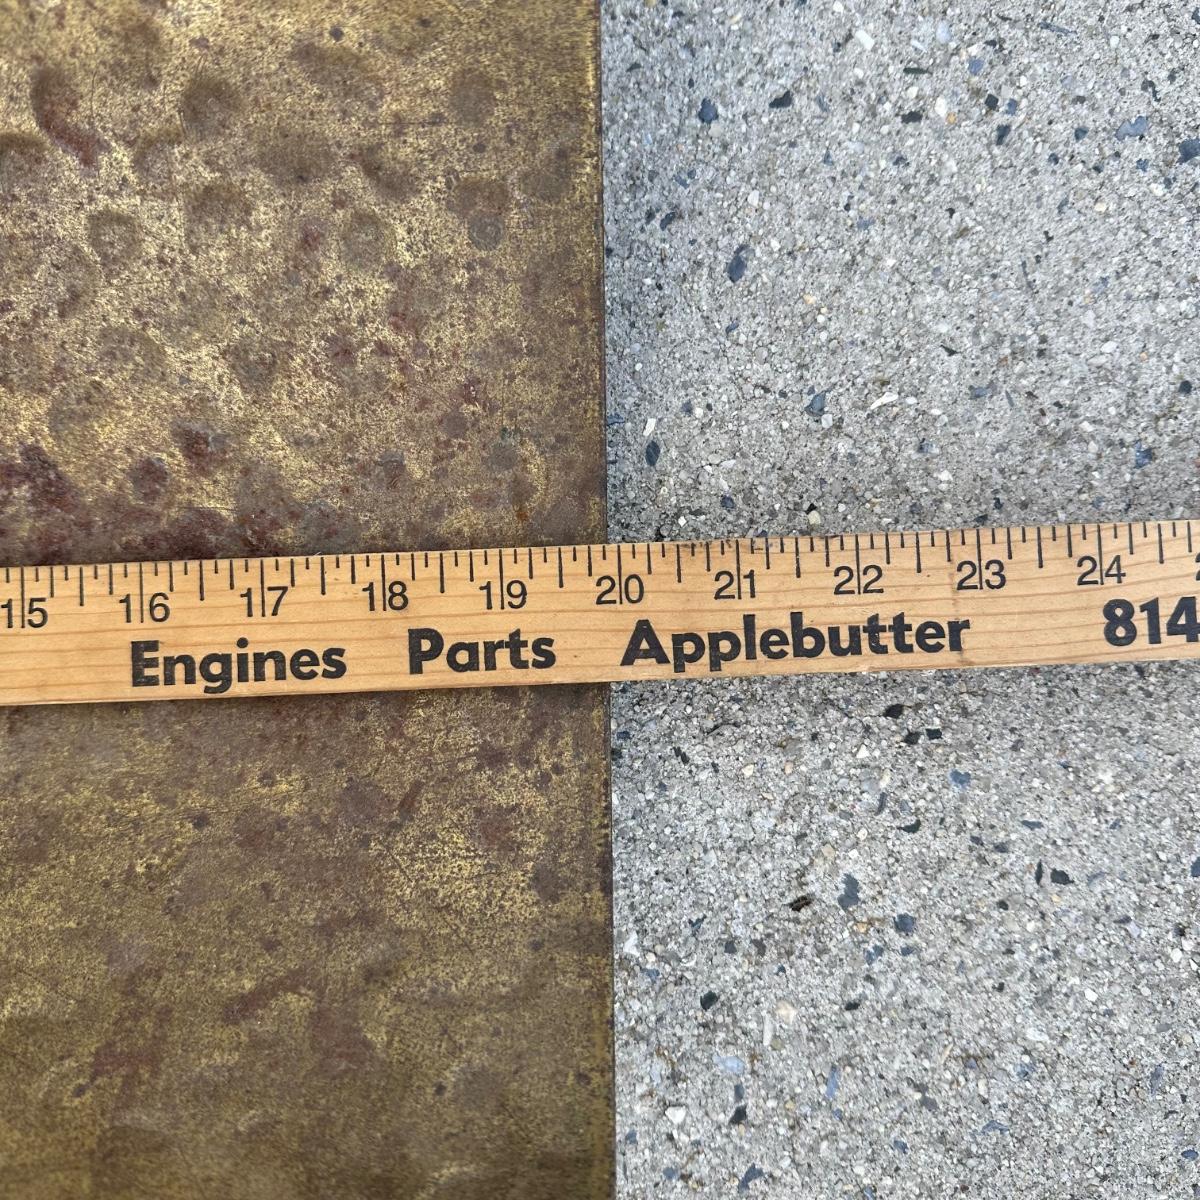 15 16 17 18 19 20 21 22 23 24
Engines Parts Applebutter 814